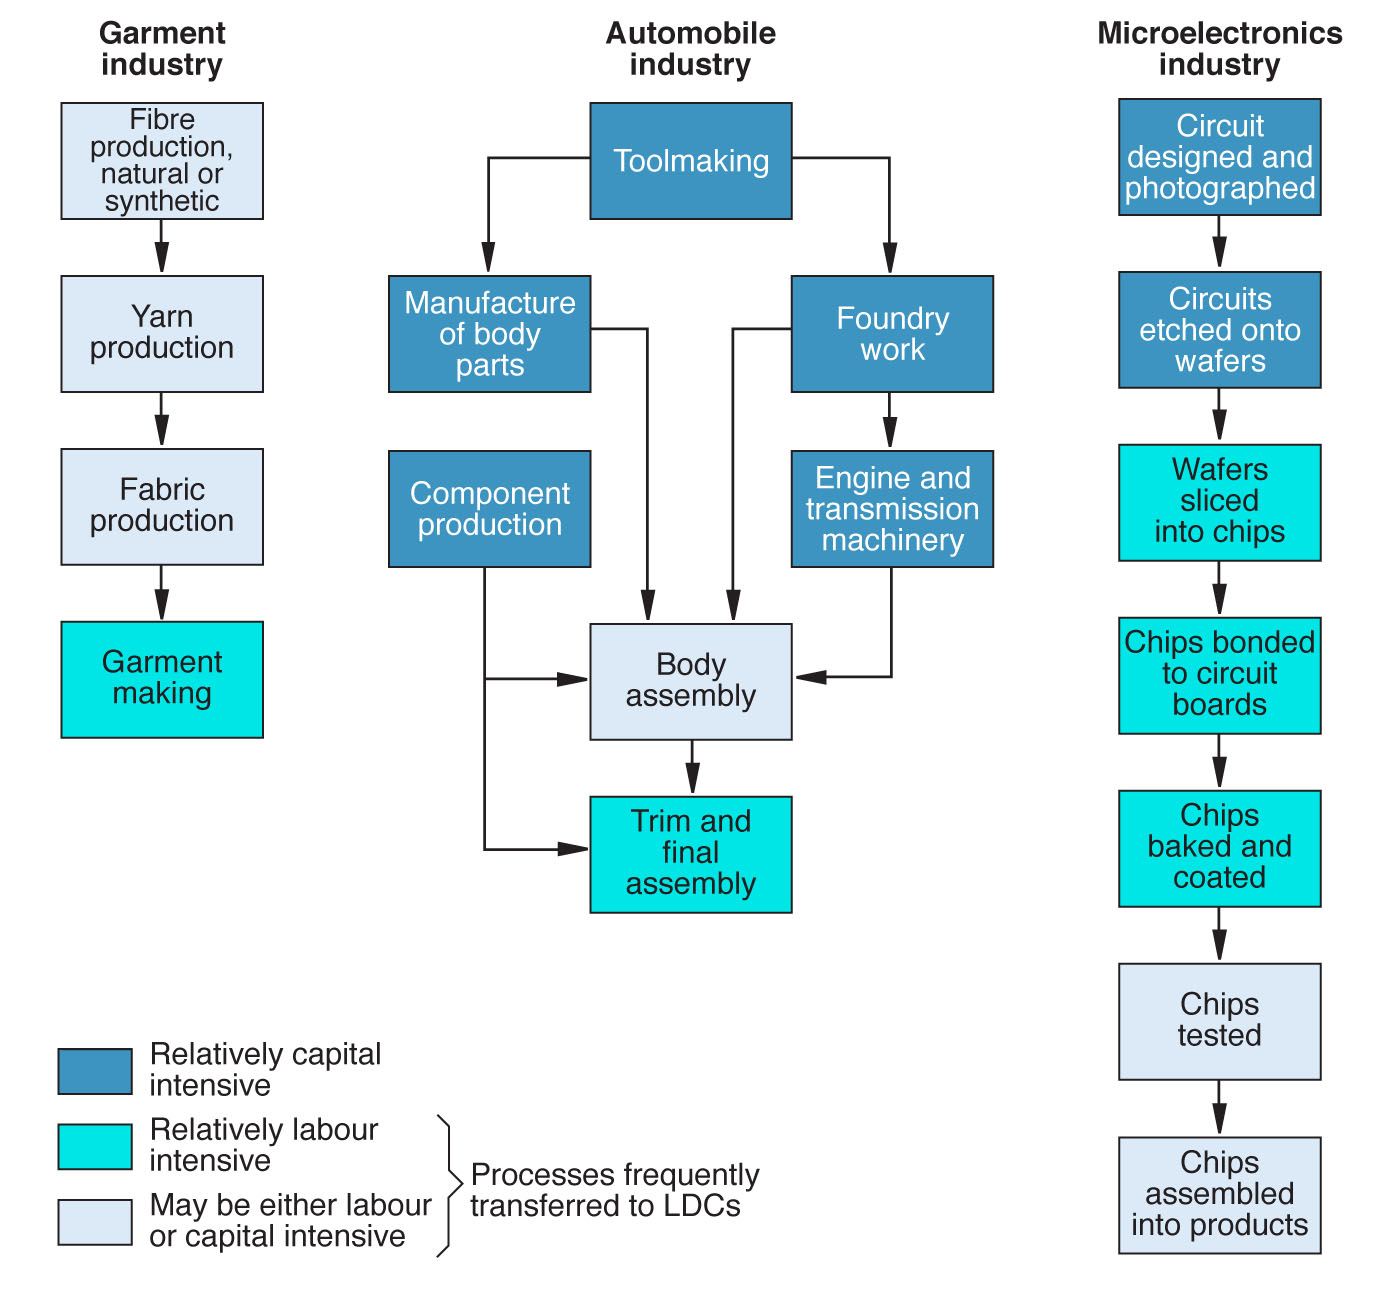 Garment
industry
Fibre
production,
natural or
synthetic
Yarn
production
Fabric
production
Garment
making
Automobile
industry
Toolmaking
Manufacture
of body
parts
Foundry
work
Component
production
Engine and
transmission
machinery
Body
assembly
Trim and
final
assembly
Microelectronics
industry
Circuit
designed and
photographed
Circuits
etched onto
wafers
Wafers
sliced
into chips
Chips bonded
to circuit
boards
Chips
baked and
coated
Chips
tested
Chips
assembled
into products
Relatively capital
intensive
Relatively labour
intensive
May be either labour
or capital intensive
Processes frequently
transferred to LDCs